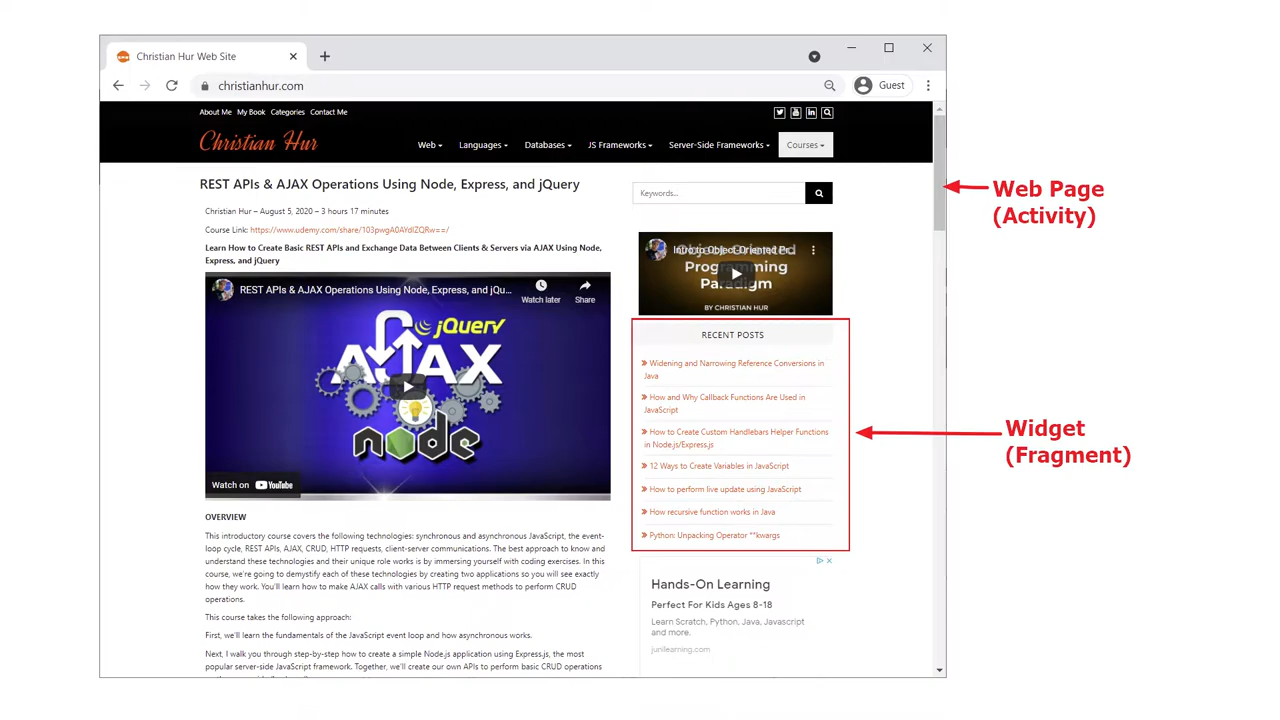 Christian Hur Web Site
christianhur.com
Guest
About Me My Book Categories Contact Me
Christian Hur
Web Languages Databases JS Frameworks Server-Side Frameworks Courses
REST APIs & AJAX Operations Using Node, Express, and jQuery
Christian Hur – August 5, 2020 – 3 hours 17 minutes
Course Link: https://www.udemy.com/share/103pwgA0AYdIZQRw==/
Learn How to Create Basic REST APIs and Exchange Data Between Clients & Servers via AJAX Using Node,
Express, and jQuery
REST APIs & AJAX Operations Using Node, Express, and jQu...
Watch later
Share
jQuery
AJAX
node
Watch on YouTube
OVERVIEW
This introductory course covers the following technologies: synchronous and asynchronous JavaScript, the event-
loop cycle, REST APIs, AJAX, CRUD, HTTP requests, client-server communications. The best approach to know and
understand these technologies and their unique role works is by immersing yourself with coding exercises. In this
course, we're going to demystify each of these technologies by creating two applications so you will see exactly
how they work. You'll learn how to make AJAX calls with various HTTP request methods to perform CRUD
operations.
This course takes the following approach:
First, we'll learn the fundamentals of the JavaScript event loop and how asynchronous works.
Next, I walk you through step-by-step how to create a simple Node.js application using Express.js, the most
popular server-side JavaScript framework. Together, we'll create our own APIs to perform basic CRUD operations
Keywords...
Intro to Object-Oriented Pr...
Object-Oriented
Programming
Paradigm
BY CHRISTIAN HUR
RECENT POSTS
Widening and Narrowing Reference Conversions in
Java
How and Why Callback Functions Are Used in
JavaScript
How to Create Custom Handlebars Helper Functions
in Node.js/Express.js
12 Ways to Create Variables in JavaScript
How to perform live update using JavaScript
How recursive function works in Java
Python: Unpacking Operator **kwargs
Hands-On Learning
Perfect For Kids Ages 8-18
Learn Scratch, Python, Java, Javascript
and more.
junilearning.com
Web Page
(Activity)
Widget
(Fragment)